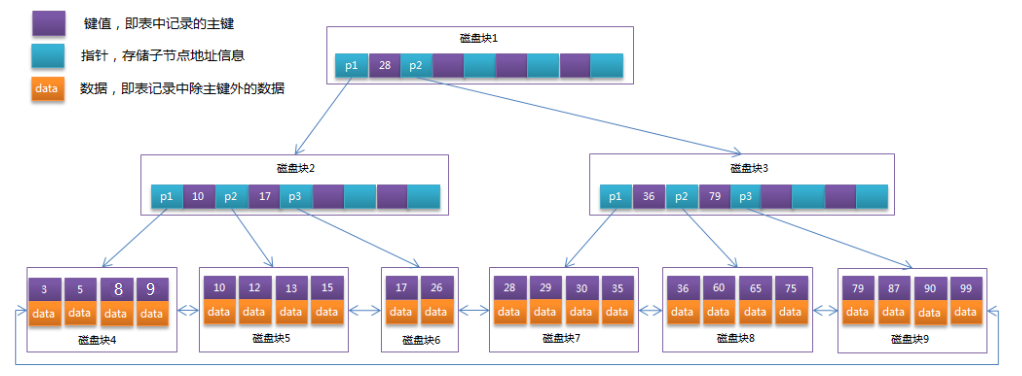 键值，即表中记录的主键
指针，存储子节点地址信息
data 数据，即表记录中除主键外的数据
磁盘块1
p1 28 p2
磁盘块2
p1 10 p2 17 p3
磁盘块3
p1 36 p2 79 p3
3 5 8 9
data data data data
磁盘块4
10 12 13 15
data data data data
磁盘块5
17 26
data data
磁盘块6
28 29 30 35
data data data data
磁盘块7
36 60 65 75
data data data data
磁盘块8
79 87 90 99
data data data data
磁盘块9